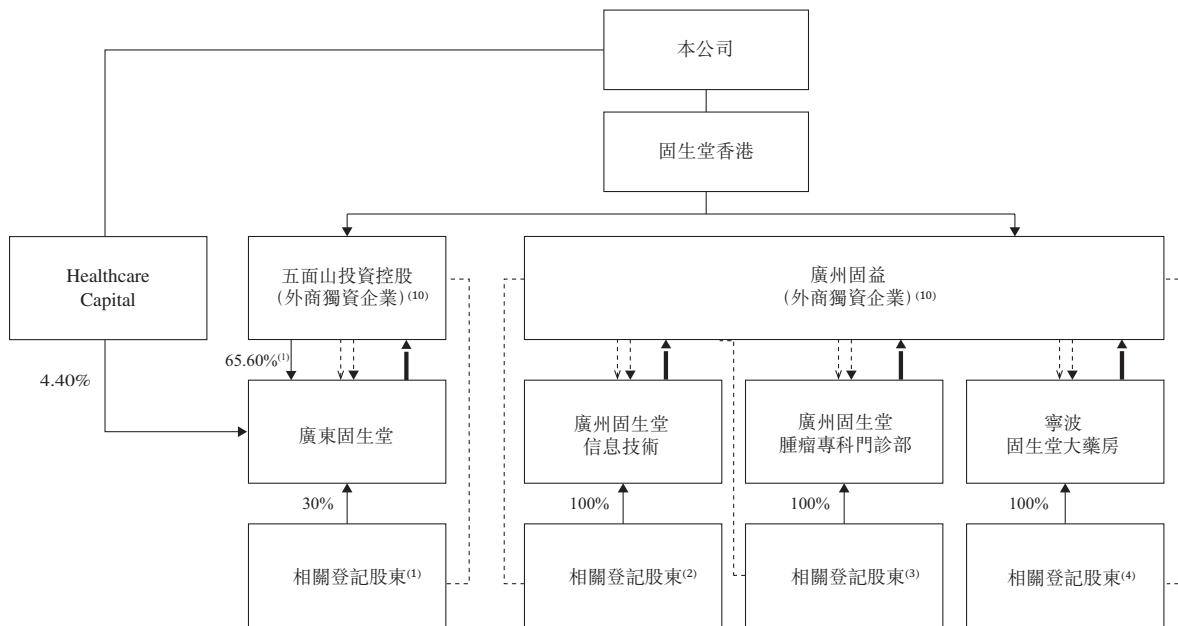 本公司
固生堂香港
Healthcare
Capital
五面山投資控股
(外商獨資企業)(10)
廣州固益
(外商獨資企業)(10)
65.60%(1)
4.40%
廣東固生堂
廣州固生堂
信息技術
廣州固生堂
腫瘤專科門診部
寧波
固生堂大藥房
30%
100%
100%
100%
相關登記股東(1)
相關登記股東(2)
相關登記股東(3)
相關登記股東(4)